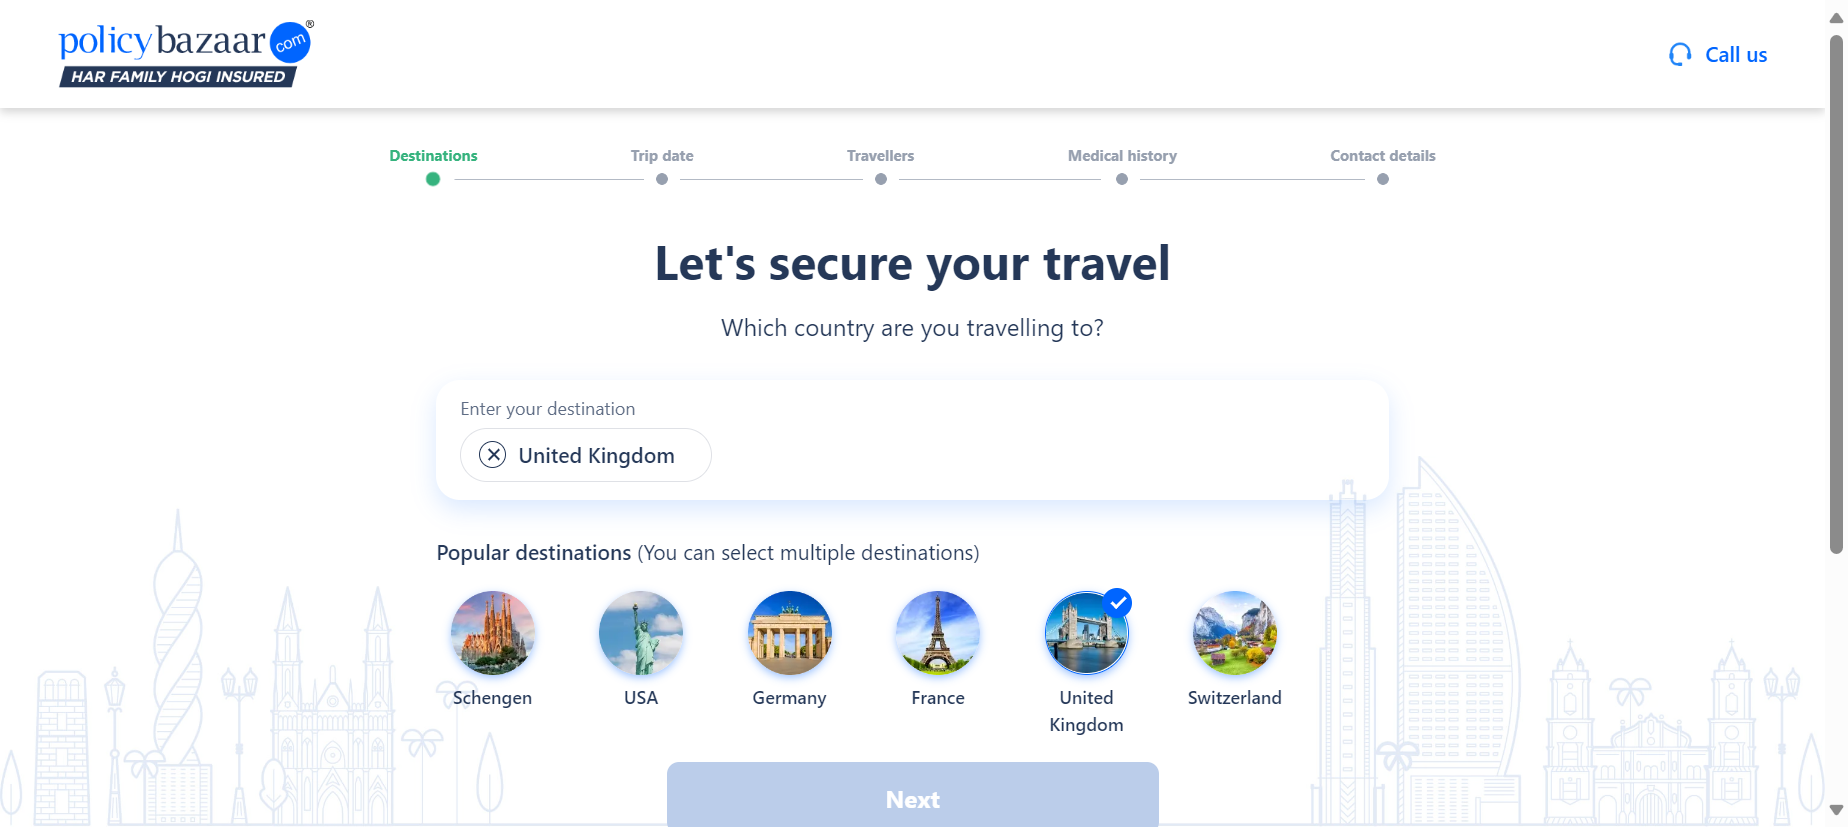 policybazaar com ®
HAR FAMILY HOGI INSURED
Call us
Destinations
Trip date
Travellers
Medical history
Contact details
Let's secure your travel
Which country are you travelling to?
Enter your destination
United Kingdom
Popular destinations (You can select multiple destinations)
Schengen
USA
Germany
France
United
Kingdom
Switzerland
Next